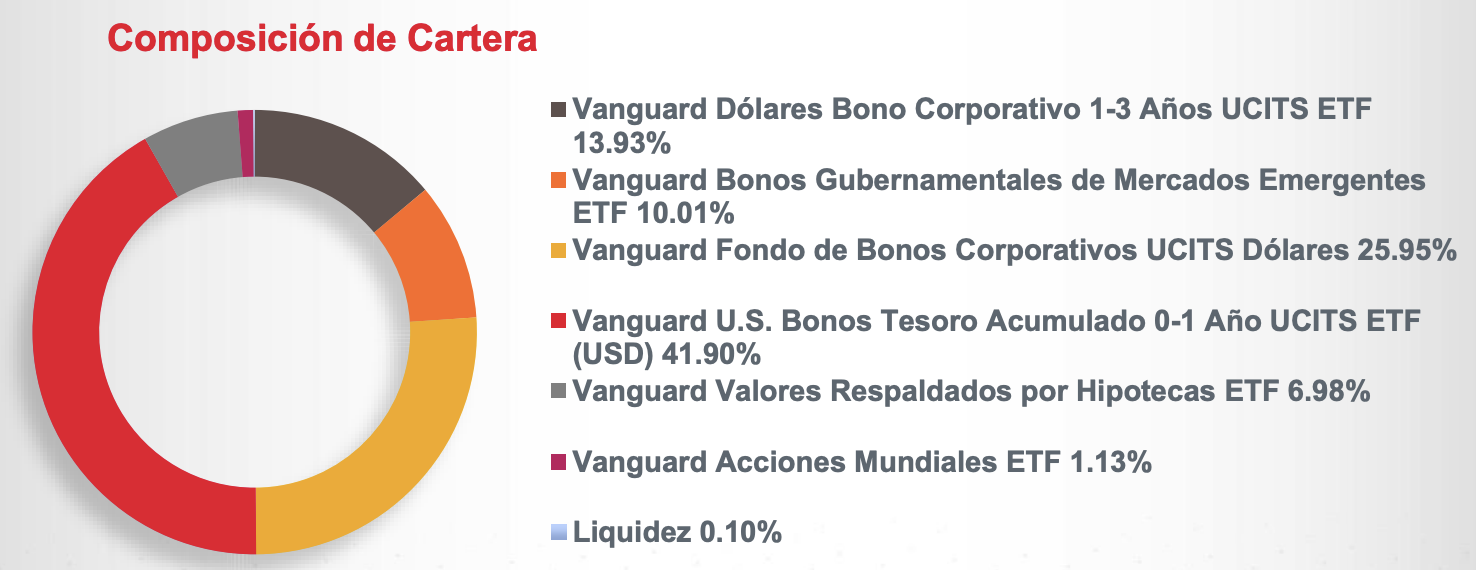 Composición de Cartera
Vanguard Dólares Bono Corporativo 1-3 Años UCITS ETF
13.93%
Vanguard Bonos Gubernamentales de Mercados Emergentes
ETF 10.01%
Vanguard Fondo de Bonos Corporativos UCITS Dólares 25.95%
Vanguard U.S. Bonos Tesoro Acumulado 0-1 Año UCITS ETF
(USD) 41.90%
Vanguard Valores Respaldados por Hipotecas ETF 6.98%
Vanguard Acciones Mundiales ETF 1.13%
Liquidez 0.10%